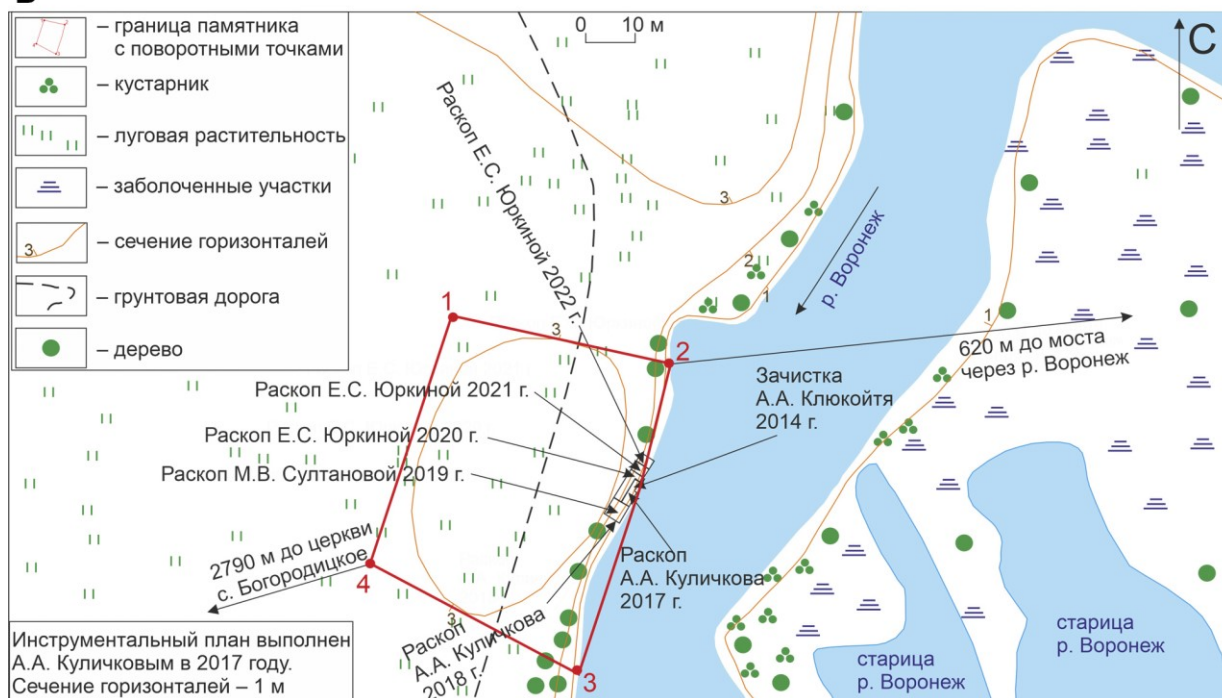 В
– граница памятника
с поворотными точками
– кустарник
– луговая растительность
– заболоченные участки
3
– сечение горизонталей
– грунтовая дорога
– дерево
0 10 м
С
р. Воронеж
3
2
1
1
Раскоп Е.С. Юркиной 2022 г.
1
3
2
620 м до моста
через р. Воронеж
Зачистка
А.А. Клюкойтя
2014 г.
Раскоп Е.С. Юркиной 2021 г.
Раскоп Е.С. Юркиной 2020 г.
Раскоп М.В. Султановой 2019 г.
Раскоп
А.А. Куличкова
2017 г.
2790 м до церкви
с. Богородицкое
4
3
Раскоп
А.А. Куличкова
2018 г.
3
старица
р. Воронеж
старица
р. Воронеж
Инструментальный план выполнен
А.А. Куличковым в 2017 году.
Сечение горизонталей – 1 м